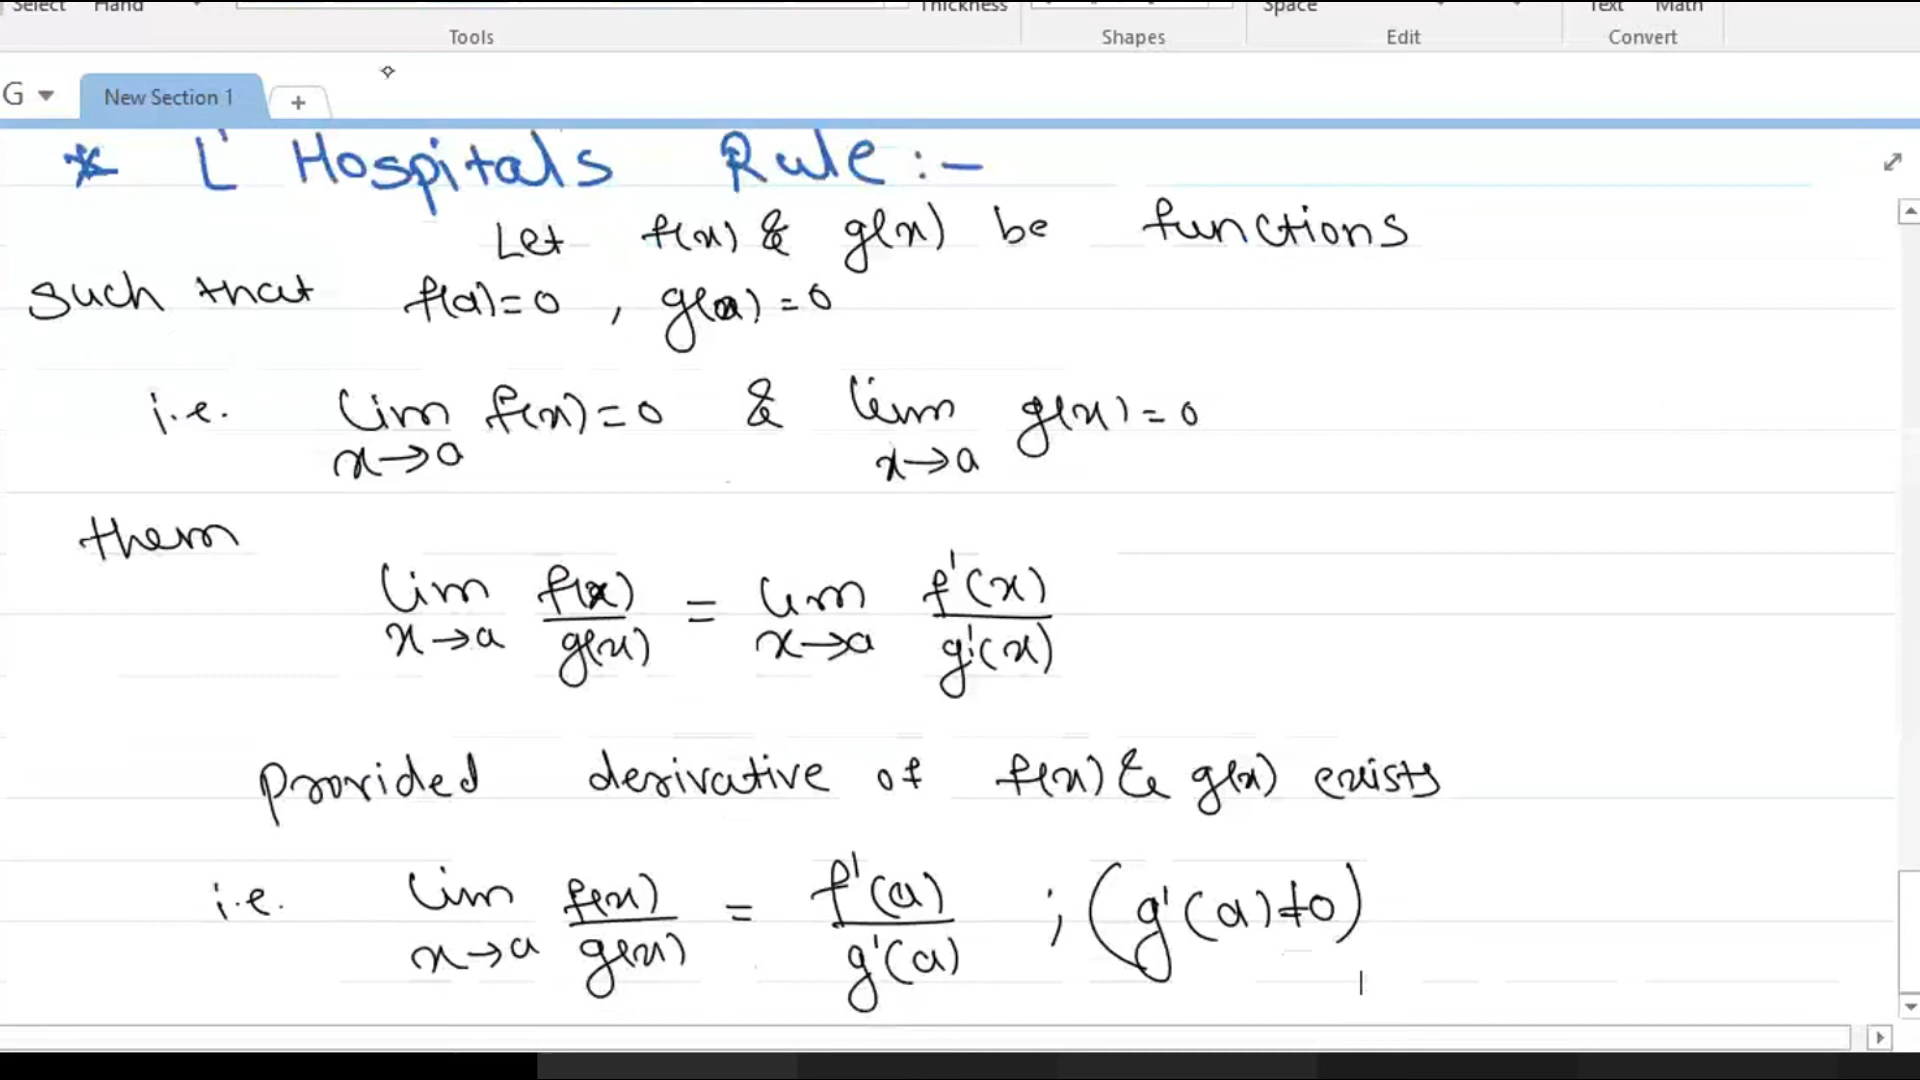 Select Hand Thickness Space Text Math
Tools Shapes Edit Convert
G New Section 1 +
* L' Hospitals Rule :-
Let f(x) & g(x) be functions
such that f(a)=0 , g(a)=0
i.e. lim x→a f(x)=0 & lim x→a g(x)=0
then
lim x→a f(x)/g(x) = lim x→a f'(x)/g'(x)
provided derivative of f(x) & g(x) exists
i.e. lim x→a f(x)/g(x) = f'(a)/g'(a) ; (g'(a)≠0)